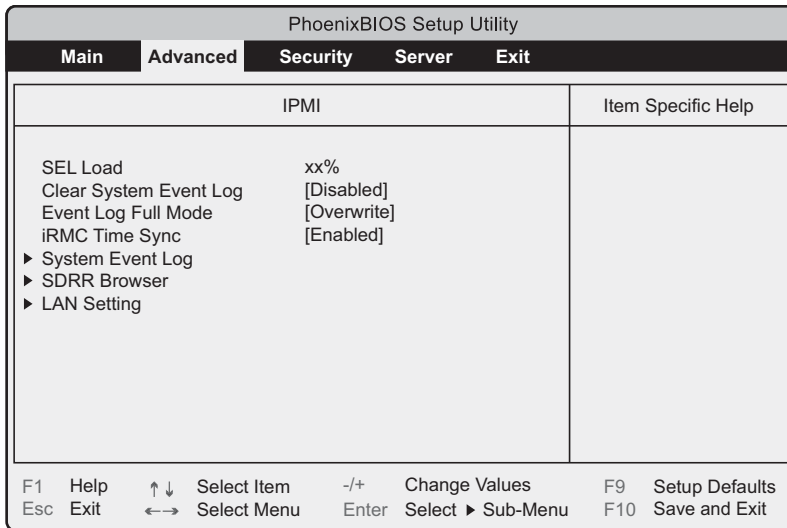 PhoenixBIOS Setup Utility
Main Advanced Security Server Exit
IPMI Item Specific Help
SEL Load xx%
Clear System Event Log [Disabled]
Event Log Full Mode [Overwrite]
iRMC Time Sync [Enabled]
▶ System Event Log
▶ SDRR Browser
▶ LAN Setting
F1 Help ↑↓ Select Item -/+ Change Values F9 Setup Defaults
Esc Exit ←→ Select Menu Enter Select ▶ Sub-Menu F10 Save and Exit